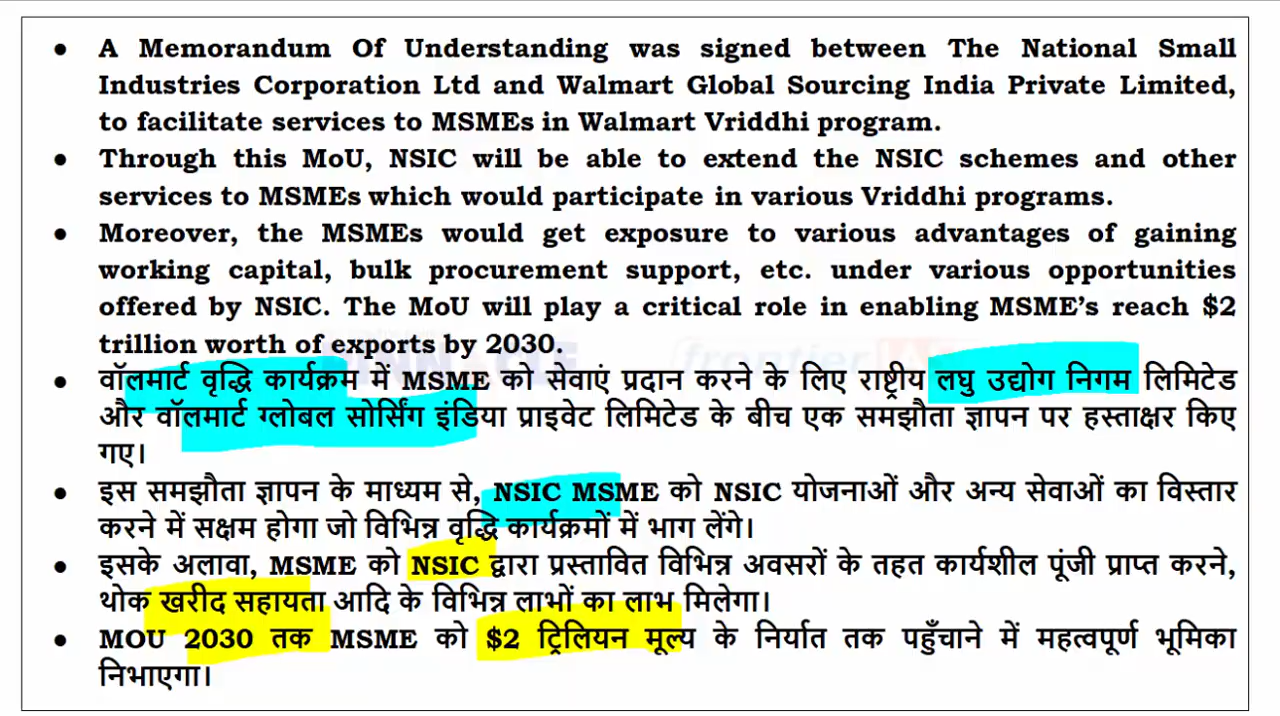 ● A Memorandum Of Understanding was signed between The National Small
Industries Corporation Ltd and Walmart Global Sourcing India Private Limited,
to facilitate services to MSMEs in Walmart Vriddhi program.
● Through this MoU, NSIC will be able to extend the NSIC schemes and other
services to MSMEs which would participate in various Vriddhi programs.
● Moreover, the MSMEs would get exposure to various advantages of gaining
working capital, bulk procurement support, etc. under various opportunities
offered by NSIC. The MoU will play a critical role in enabling MSME's reach $2
trillion worth of exports by 2030.
● वॉलमार्ट वृद्धि कार्यक्रम में MSME को सेवाएं प्रदान करने के लिए राष्ट्रीय लघु उद्योग निगम लिमिटेड
और वॉलमार्ट ग्लोबल सोर्सिंग इंडिया प्राइवेट लिमिटेड के बीच एक समझौता ज्ञापन पर हस्ताक्षर किए
गए।
● इस समझौता ज्ञापन के माध्यम से, NSIC MSME को NSIC योजनाओं और अन्य सेवाओं का विस्तार
करने में सक्षम होगा जो विभिन्न वृद्धि कार्यक्रमों में भाग लेंगे।
● इसके अलावा, MSME को NSIC द्वारा प्रस्तावित विभिन्न अवसरों के तहत कार्यशील पूंजी प्राप्त करने,
थोक खरीद सहायता आदि के विभिन्न लाभों का लाभ मिलेगा।
● MOU 2030 तक MSME को $2 ट्रिलियन मूल्य के निर्यात तक पहुँचाने में महत्वपूर्ण भूमिका
निभाएगा।